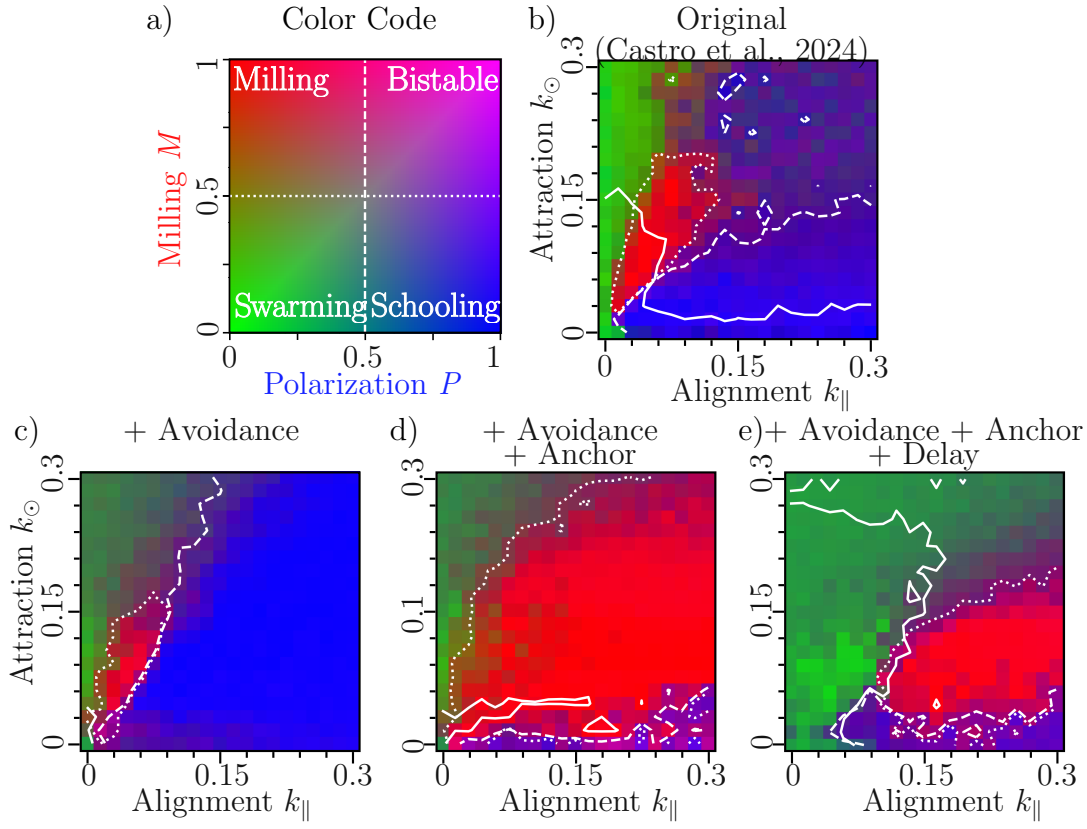 a)
Color Code
Milling
Bistable
Swarming
Schooling
Milling M
0
0.5
1
0
0.5
1
Polarization P
b)
Original
(Castro et al., 2024)
Attraction k⊙
0.3
0.15
0
0
0.15
0.3
Alignment k∥
c)
+ Avoidance
Attraction k⊙
0.3
0.15
0
0
0.15
0.3
Alignment k∥
d)
+ Avoidance
+ Anchor
0.3
0.1
0
0
0.15
0.3
Alignment k∥
e)
+ Avoidance + Anchor
+ Delay
0.3
0.15
0
0
0.15
0.3
Alignment k∥